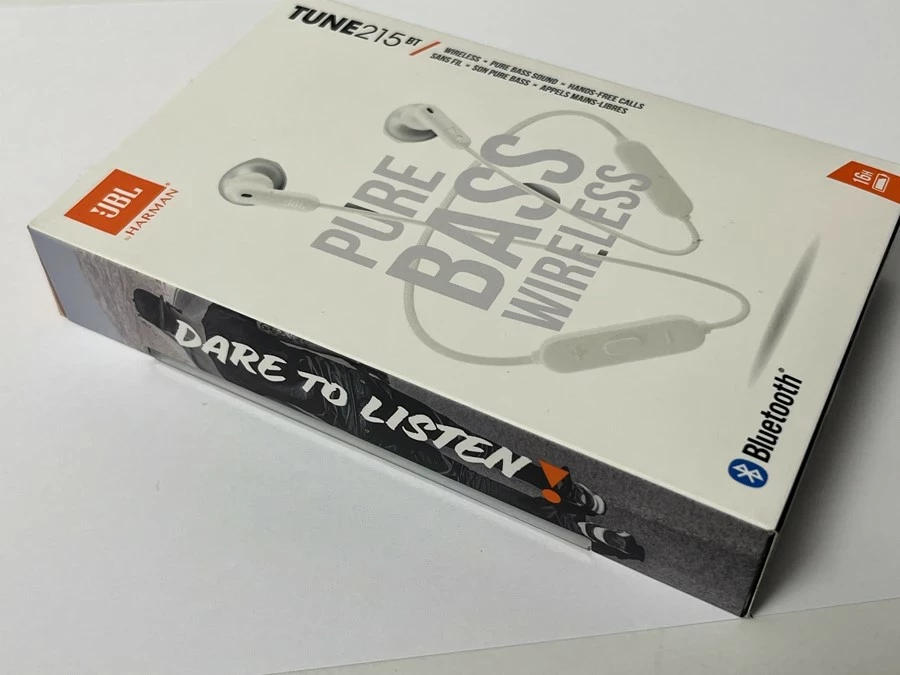 TUNE215BT
WIRELESS • PURE BASS SOUND • HANDS-FREE CALLS
SANS FIL • SON PURE BASS • APPELS MAINS-LIBRES
JBL®
by HARMAN
16H
PURE
BASS
WIRELESS
Bluetooth®
DARE TO LISTEN!